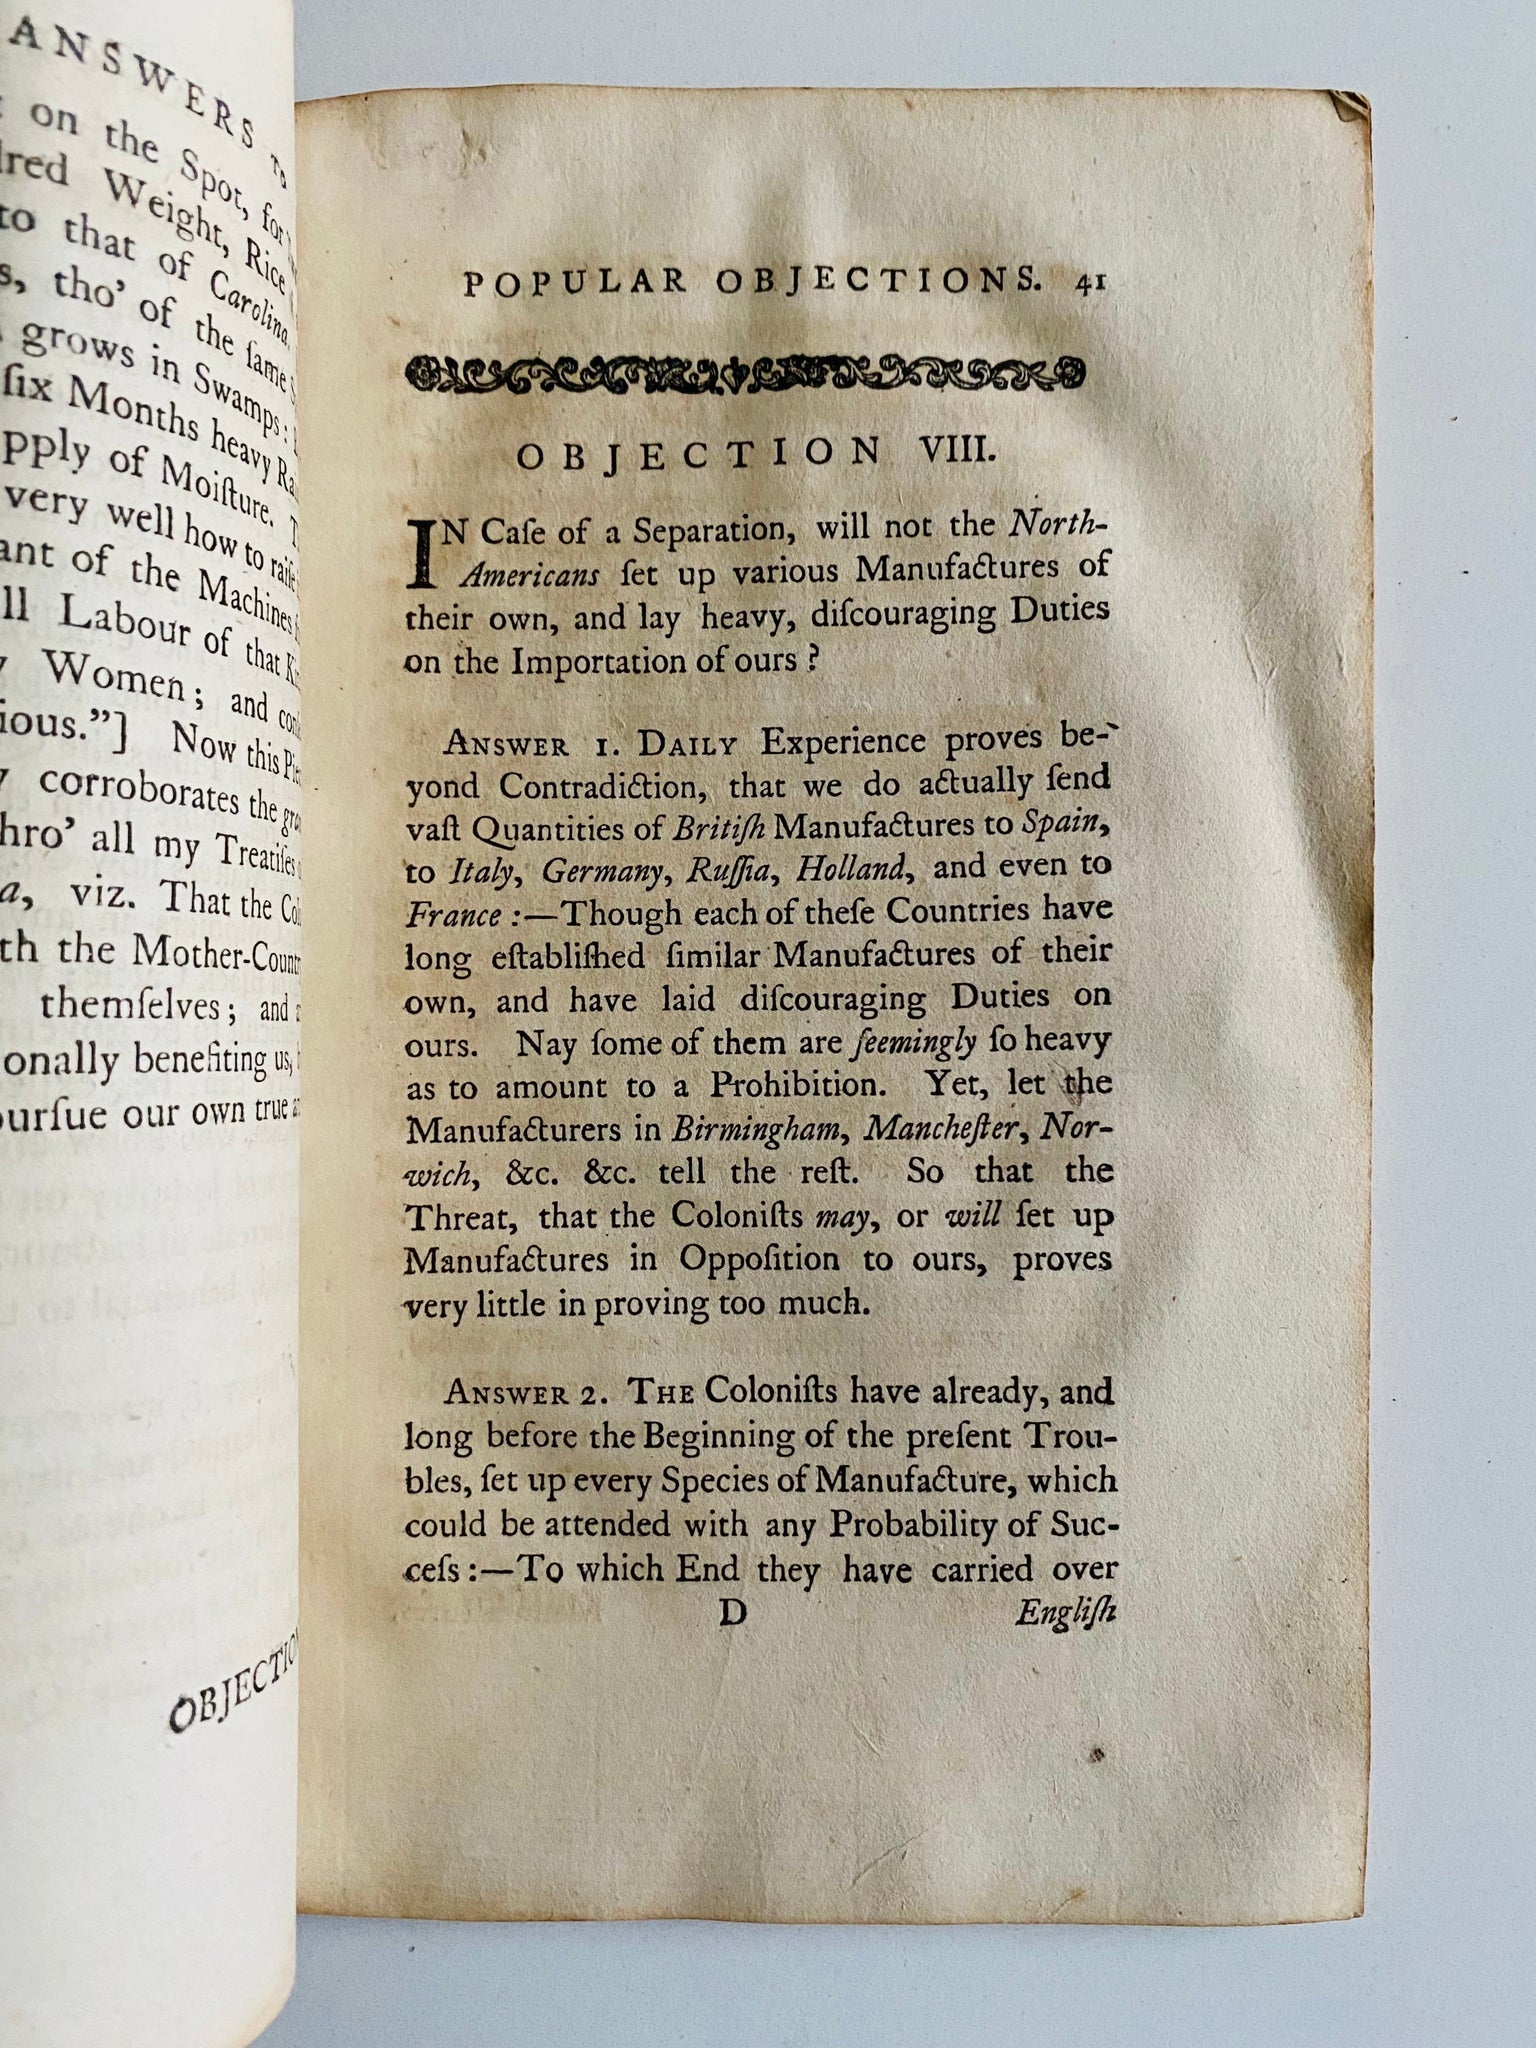 ANSWERS TO
on the Spot, for
Weight, Rice
to that of Carolina.
tho' of the ſame
grows in Swamps:
ſix Months heavy
of Moiſture.
very well how to raiſe
of the Machines
Labour of that
Women; and
Now this
corroborates the
all my Treatiſes
viz. That the
the Mother-Countr
themſelves; and
benefiting us,
our own true
OBJECTION
POPULAR OBJECTIONS. 41
OBJECTION VIII.
IN Caſe of a Separation, will not the North-
Americans ſet up various Manufactures of
their own, and lay heavy, diſcouraging Duties
on the Importation of ours?
ANSWER 1. DAILY Experience proves be-
yond Contradiction, that we do actually ſend
vaſt Quantities of Britiſh Manufactures to Spain,
to Italy, Germany, Ruſſia, Holland, and even to
France:—Though each of theſe Countries have
long eſtabliſhed ſimilar Manufactures of their
own, and have laid diſcouraging Duties on
ours. Nay ſome of them are ſeemingly ſo heavy
as to amount to a Prohibition. Yet, let the
Manufacturers in Birmingham, Mancheſter, Nor-
wich, &c. &c. tell the reſt. So that the
Threat, that the Coloniſts may, or will ſet up
Manufactures in Oppoſition to ours, proves
very little in proving too much.
ANSWER 2. THE Coloniſts have already, and
long before the Beginning of the preſent Trou-
bles, ſet up every Species of Manufacture, which
could be attended with any Probability of Suc-
ceſs:—To which End they have carried over
D English